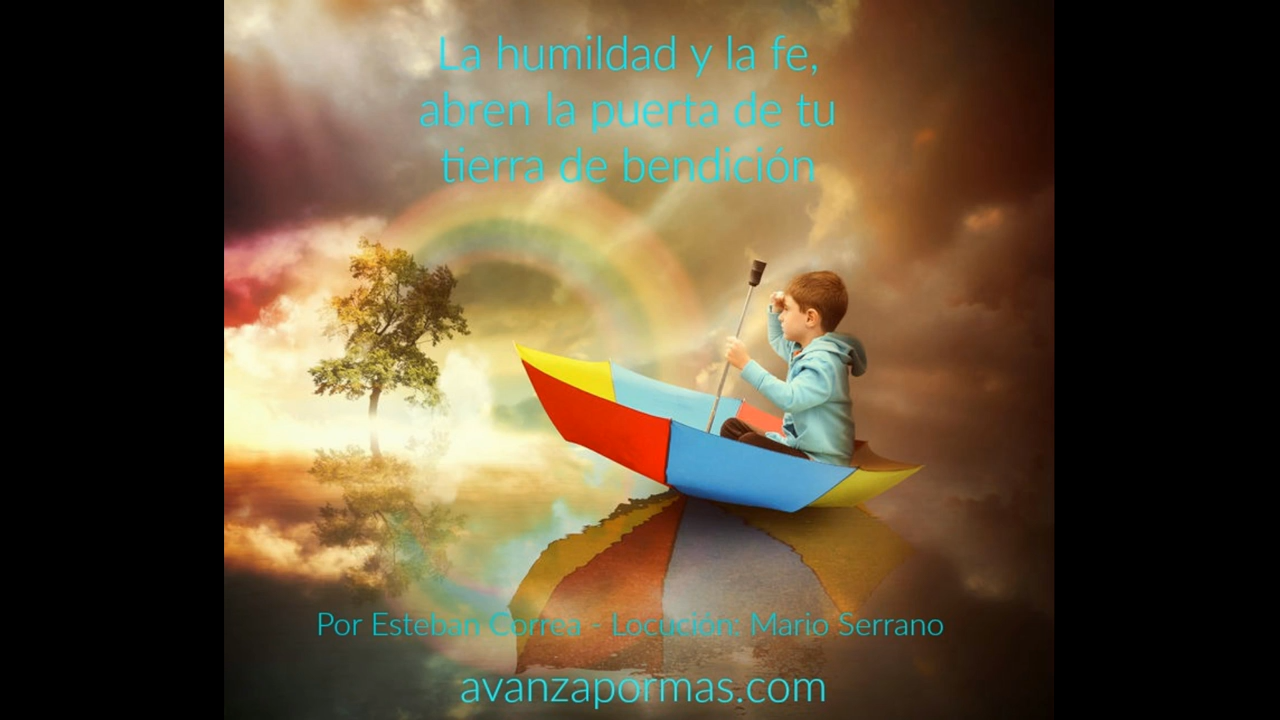 La humildad y la fe,
abren la puerta de tu
tierra de bendición
Por Esteban Correa - Locución: Mario Serrano
avanzapormas.com